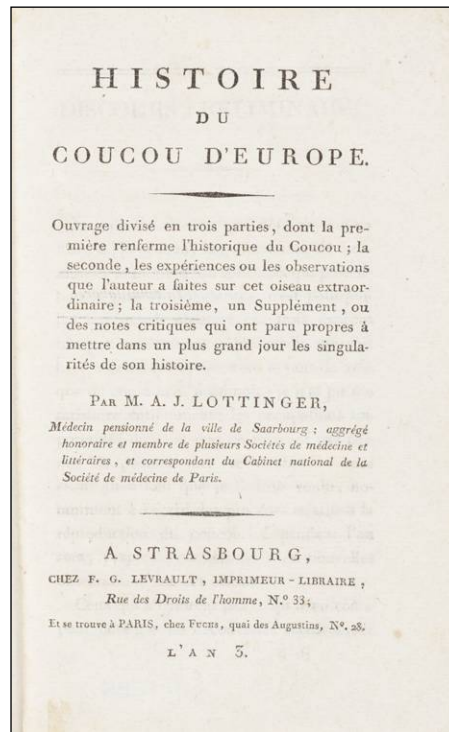 HISTOIRE
DU
COUCOU D'EUROPE.
Ouvrage divisé en trois parties, dont la pre-
mière renferme l'historique du Coucou ; la
seconde, les expériences ou les observations
que l'auteur a faites sur cet oiseau extraor-
dinaire ; la troisième, un Supplément, ou
des notes critiques qui ont paru propres à
mettre dans un plus grand jour les singula-
rités de son histoire.
PAR M. A. J. LOTTINGER,
Médecin pensionné de la ville de Saarbourg ; aggrégé
honoraire et membre de plusieurs Sociétés de médecine et
littéraires, et correspondant du Cabinet national de la
Société de médecine de Paris.
A STRASBOURG,
CHEZ F. G. LEVRAULT, IMPRIMEUR-LIBRAIRE,
Rue des Droits de l'homme, N.º 33;
Et se trouve à PARIS, chez FUCHS, quai des Augustins, Nº. 28.
L'AN 3.